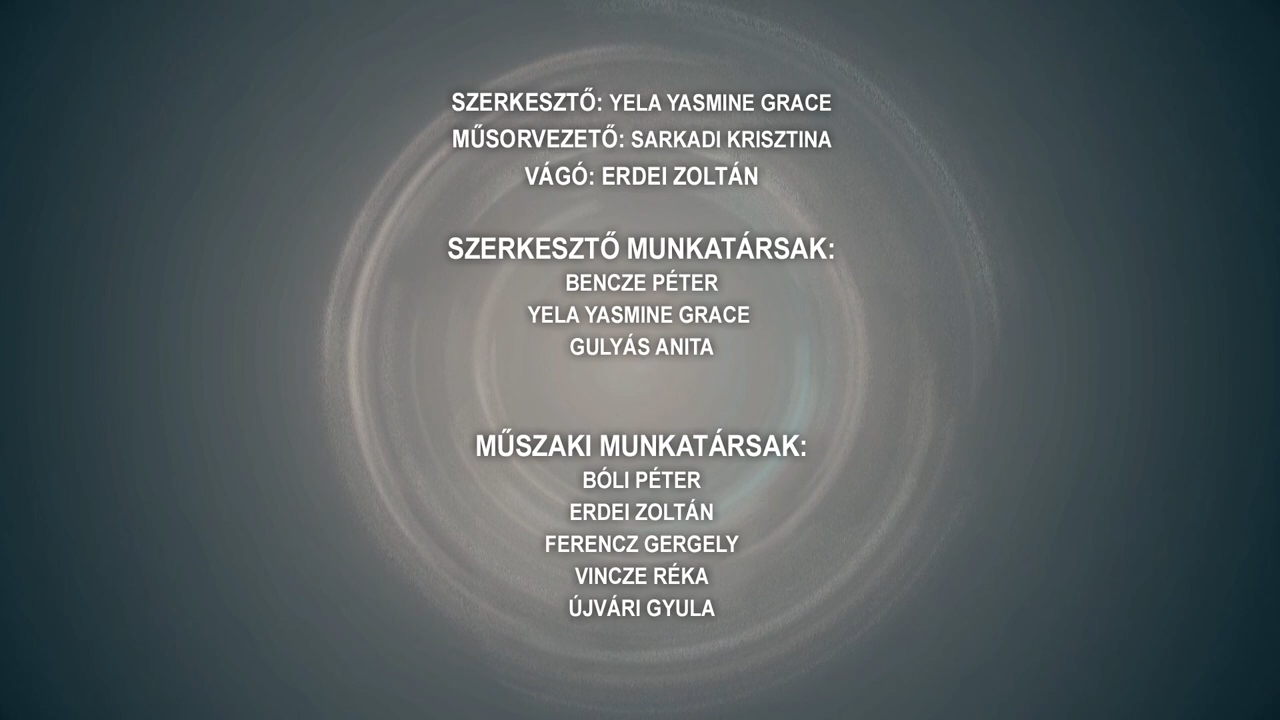 SZERKESZTŐ: YELA YASMINE GRACE
MŰSORVEZETŐ: SARKADI KRISZTINA
VÁGÓ: ERDEI ZOLTÁN
SZERKESZTŐ MUNKATÁRSAK:
BENCZE PÉTER
YELA YASMINE GRACE
GULYÁS ANITA
MŰSZAKI MUNKATÁRSAK:
BÓLI PÉTER
ERDEI ZOLTÁN
FERENCZ GERGELY
VINCZE RÉKA
ÚJVÁRI GYULA